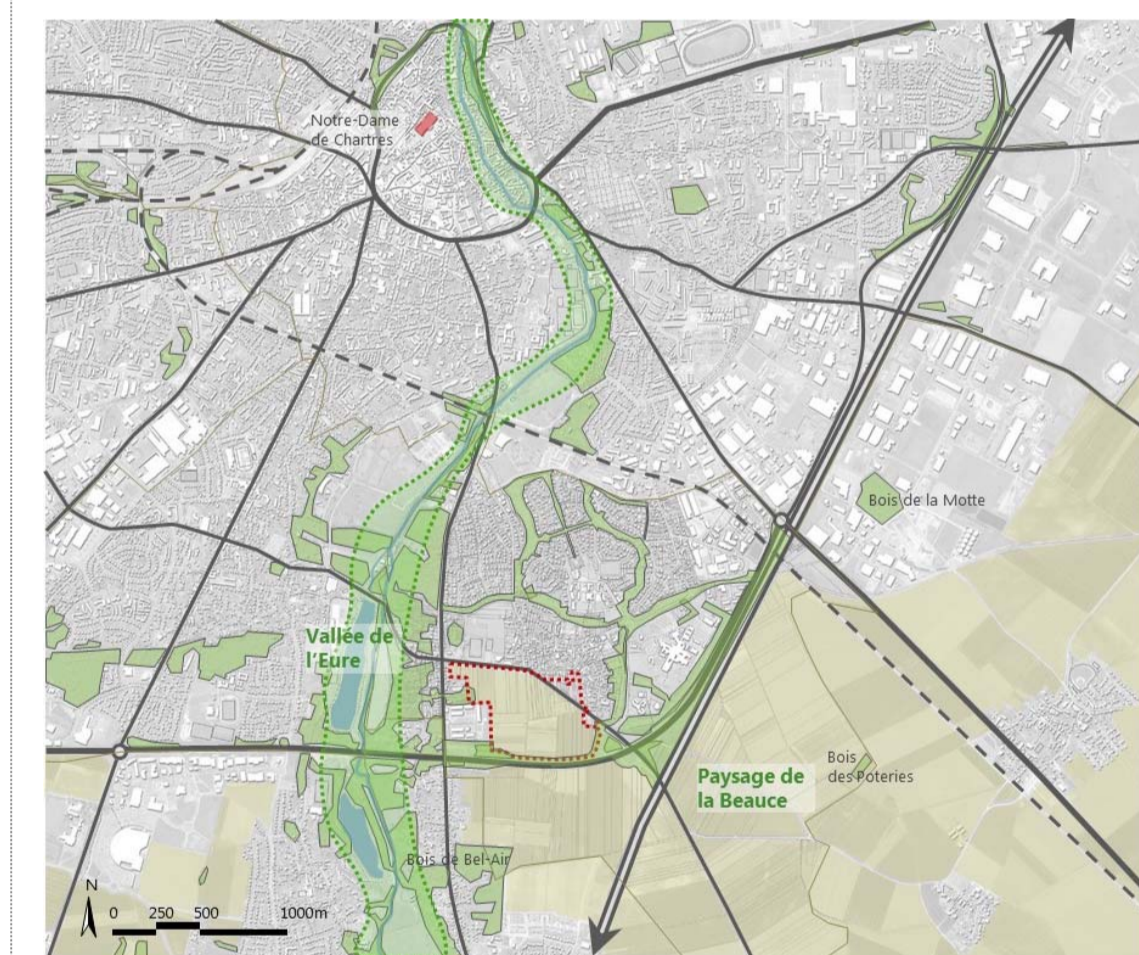 Notre-Dame
de Chartres
Bois de la Motte
Vallée de
l'Eure
Bois
des Poteries
Paysage de
la Beauce
Bois de Bel-Air
N
0 250 500 1000m